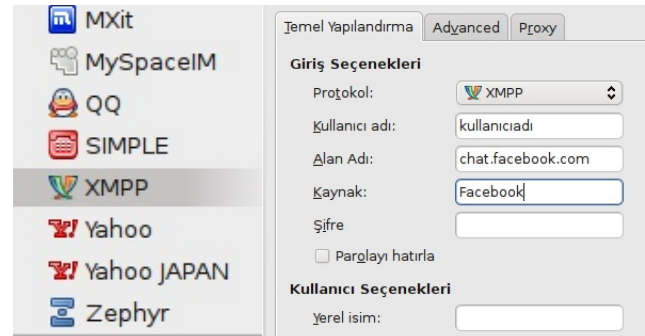 MXit
MySpaceIM
QQ
SIMPLE
XMPP
Yahoo
Yahoo JAPAN
Zephyr
Temel Yapılandırma Advanced Proxy
Giriş Seçenekleri
Protokol: XMPP
Kullanıcı adı: kullanıcıadı
Alan Adı: chat.facebook.com
Kaynak: Facebook
Şifre
Parolayı hatırla
Kullanıcı Seçenekleri
Yerel isim: